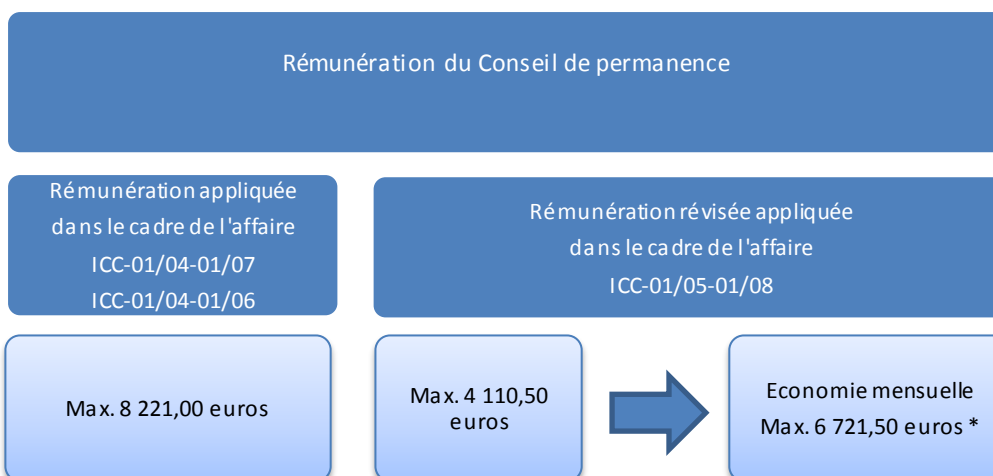 Rémunération du Conseil de permanence
Rémunération appliquée
dans le cadre de l'affaire
ICC-01/04-01/07
ICC-01/04-01/06
Rémunération révisée appliquée
dans le cadre de l'affaire
ICC-01/05-01/08
Max. 8 221,00 euros
Max. 4 110,50
euros
Economie mensuelle
Max. 6 721,50 euros *